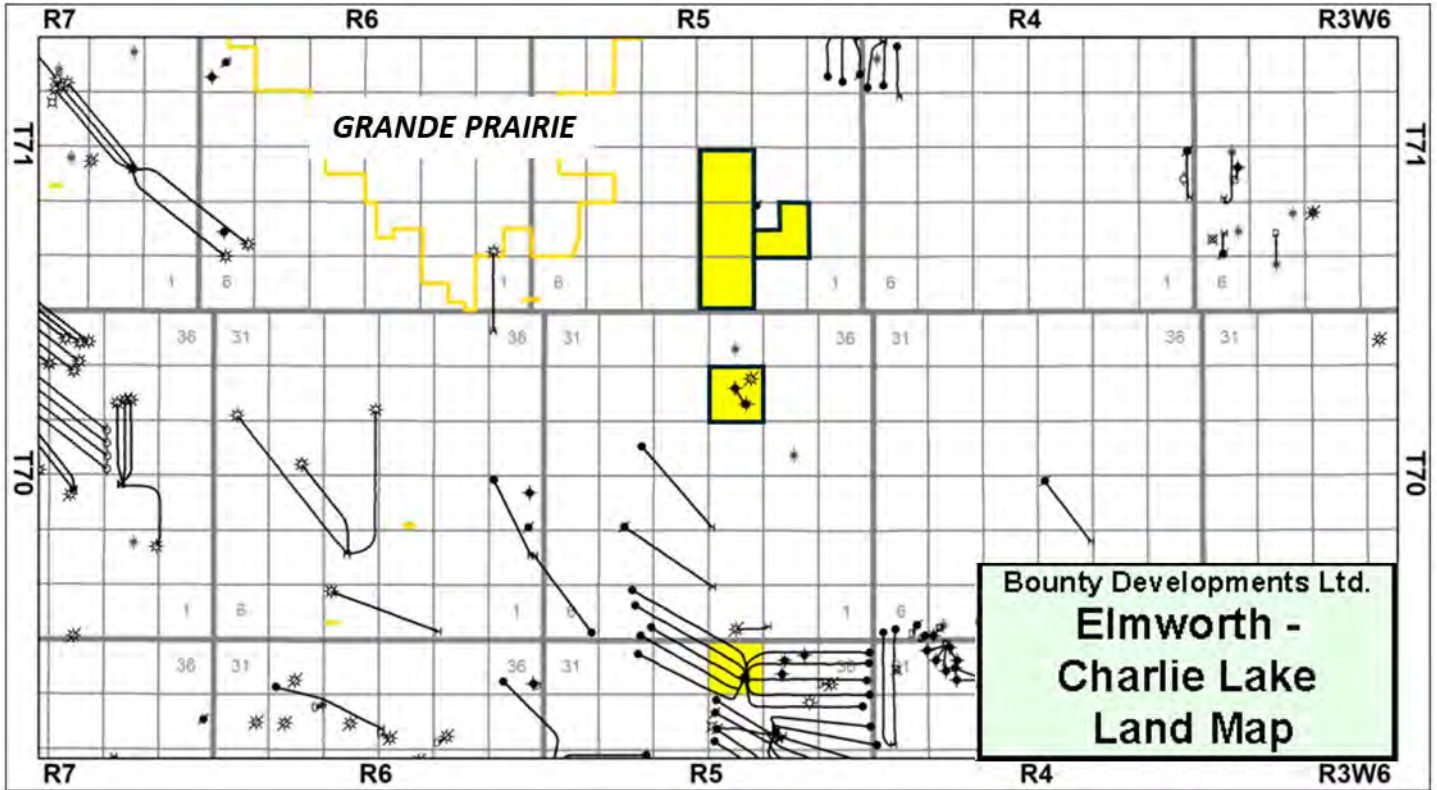 R7 R6 R5 R4 R3W6
GRANDE PRAIRIE
T71 T71
1 6 1 6 1 6 1 6
36 31 36 31 36 31 36 31
T70 T70
1 6 1 6 1 6
36 31 36 31 36
Bounty Developments Ltd.
Elmworth -
Charlie Lake
Land Map
R7 R6 R5 R4 R3W6